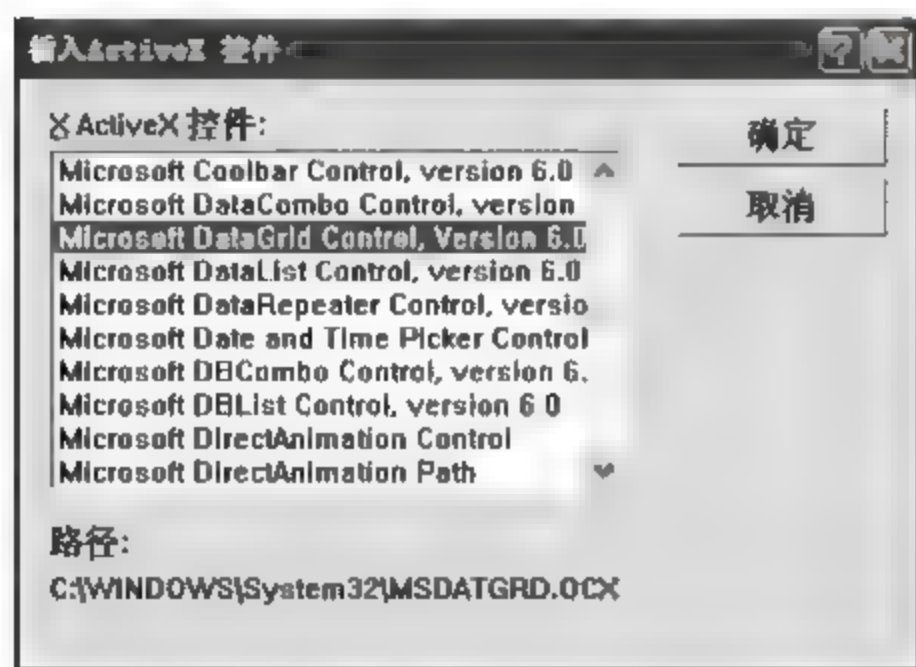 插入ActiveX 控件
ActiveX 控件:
Microsoft Coolbar Control, version 6.0
Microsoft DataCombo Control, version
Microsoft DataGrid Control, Version 6.0
Microsoft DataList Control, version 6.0
Microsoft DataRepeater Control, versio
Microsoft Date and Time Picker Control
Microsoft DBCombo Control, version 6.
Microsoft DBList Control, version 6.0
Microsoft DirectAnimation Control
Microsoft DirectAnimation Path
确定
取消
路径:
C:\WINDOWS\System32\MSDATGRD.OCX